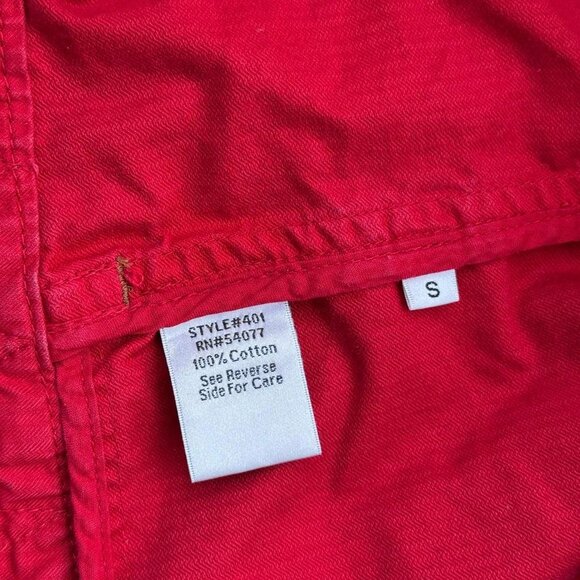 STYLE#401
RN#54077
100% Cotton
See Reverse
Side For Care
S